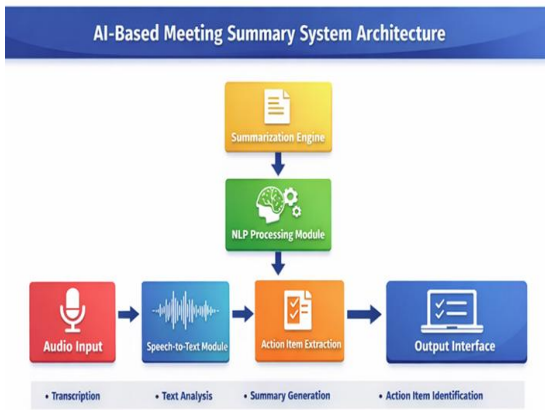 AI-Based Meeting Summary System Architecture
Summarization Engine
NLP Processing Module
Audio Input
Speech-to-Text Module
Action Item Extraction
Output Interface
• Transcription
• Text Analysis
• Summary Generation
• Action Item Identification